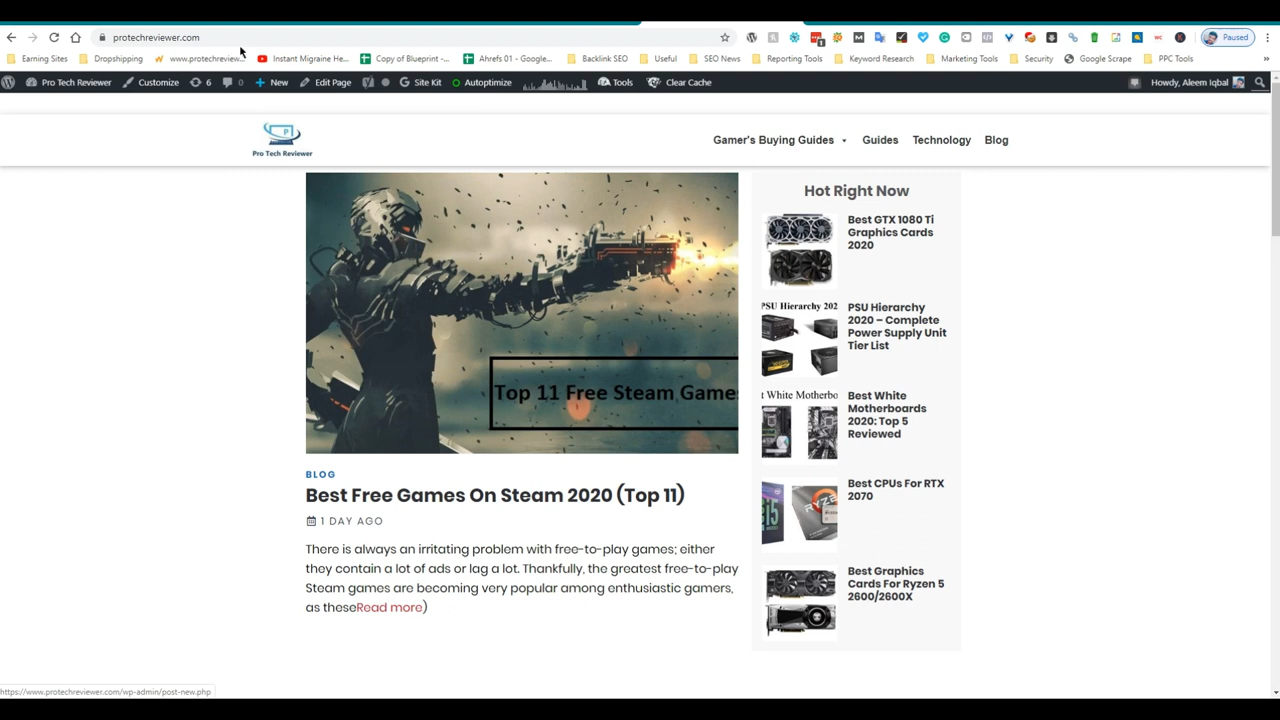 protechreviewer.com
Paused
Earning Sites
Dropshipping
www.protechreview...
Instant Migraine He...
Copy of Blueprint -...
Ahrefs 01 - Google...
Backlink SEO
Useful
SEO News
Reporting Tools
Keyword Research
Marketing Tools
Security
Google Scrape
PPC Tools
Pro Tech Reviewer
Customize
6
0
New
Edit Page
Site Kit
Autoptimize
Tools
Clear Cache
Howdy, Aleem Iqbal
P
Pro Tech Reviewer
Gamer's Buying Guides
Guides
Technology
Blog
Top 11 Free Steam Games
BLOG
Best Free Games On Steam 2020 (Top 11)
1 DAY AGO
There is always an irritating problem with free-to-play games; either
they contain a lot of ads or lag a lot. Thankfully, the greatest free-to-play
Steam games are becoming very popular among enthusiastic gamers,
as theseRead more)
Hot Right Now
Best GTX 1080 Ti
Graphics Cards
2020
PSU Hierarchy 202
PSU Hierarchy
2020 – Complete
Power Supply Unit
Tier List
t White Motherbo
Best White
Motherboards
2020: Top 5
Reviewed
i5
RYZE
Best CPUs For RTX
2070
Best Graphics
Cards For Ryzen 5
2600/2600X
https://www.protechreviewer.com/wp-admin/post-new.php